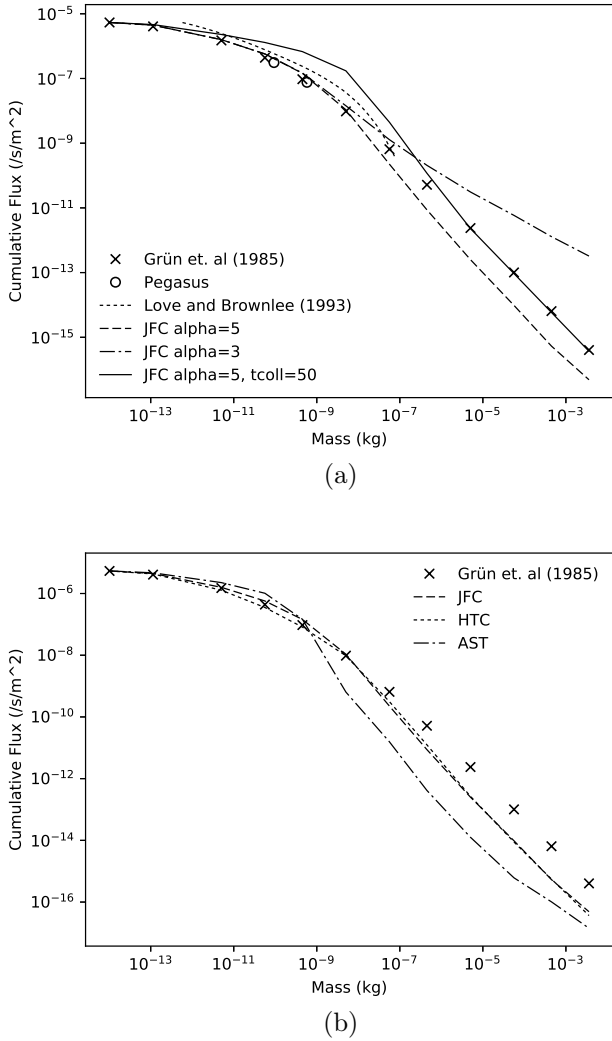 10⁻⁵
10⁻⁷
10⁻⁹
10⁻¹¹
10⁻¹³
10⁻¹⁵
Cumulative Flux (/s/m^2)
Grün et. al (1985)
Pegasus
Love and Brownlee (1993)
JFC alpha=5
JFC alpha=3
JFC alpha=5, tcoll=50
10⁻¹³ 10⁻¹¹ 10⁻⁹ 10⁻⁷ 10⁻⁵ 10⁻³
Mass (kg)
(a)
10⁻⁶
10⁻⁸
10⁻¹⁰
10⁻¹²
10⁻¹⁴
10⁻¹⁶
Cumulative Flux (/s/m^2)
Grün et. al (1985)
JFC
HTC
AST
10⁻¹³ 10⁻¹¹ 10⁻⁹ 10⁻⁷ 10⁻⁵ 10⁻³
Mass (kg)
(b)